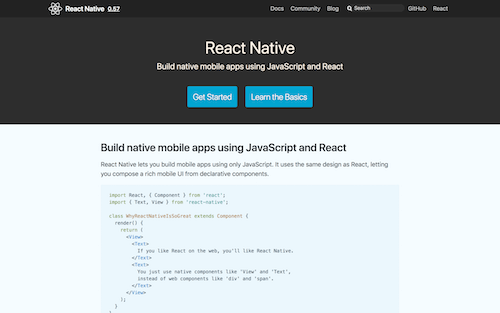 React Native 0.57 Docs Community Blog Search GitHub React
React Native
Build native mobile apps using JavaScript and React
Get Started Learn the Basics
Build native mobile apps using JavaScript and React
React Native lets you build mobile apps using only JavaScript. It uses the same design as React, letting
you compose a rich mobile UI from declarative components.
import React, { Component } from 'react';
import { Text, View } from 'react-native';
class WhyReactNativeIsSoGreat extends Component {
render() {
return (
<View>
<Text>
If you like React on the web, you'll like React Native.
</Text>
<Text>
You just use native components like 'View' and 'Text',
instead of web components like 'div' and 'span'.
</Text>
</View>
);
}